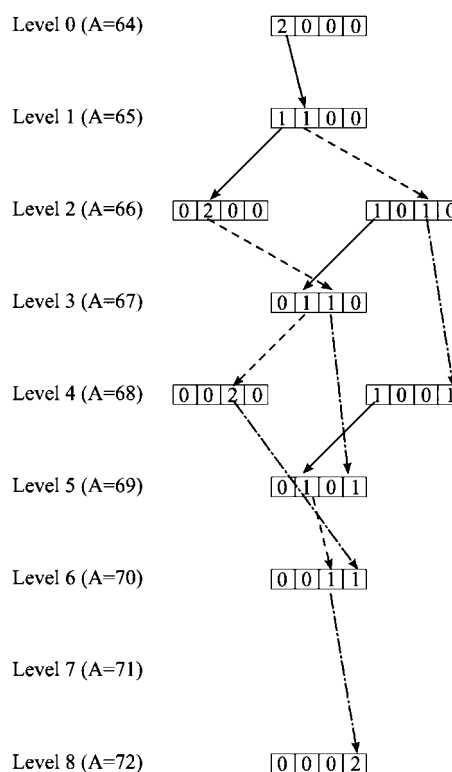 Level 0 (A=64) 2 0 0 0
Level 1 (A=65) 1 1 0 0
Level 2 (A=66) 0 2 0 0 1 0 1 0
Level 3 (A=67) 0 1 1 0
Level 4 (A=68) 0 0 2 0 1 0 0 1
Level 5 (A=69) 0 1 0 1
Level 6 (A=70) 0 0 1 1
Level 7 (A=71)
Level 8 (A=72) 0 0 0 2